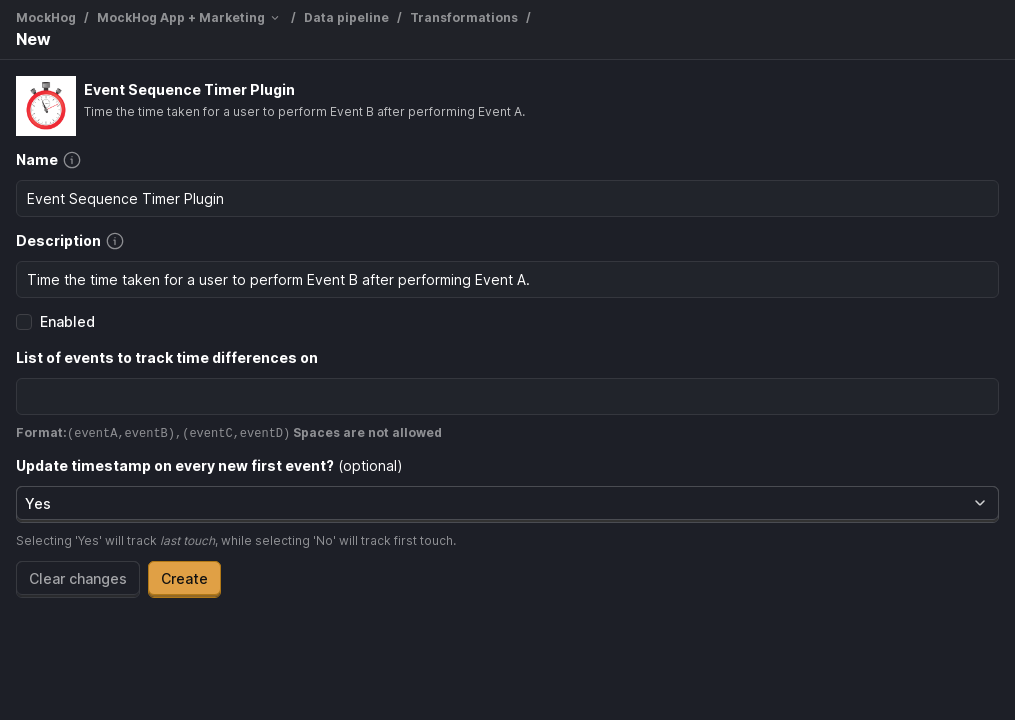 MockHog / MockHog App + Marketing / Data pipeline / Transformations /
New
Event Sequence Timer Plugin
Time the time taken for a user to perform Event B after performing Event A.
Name
Event Sequence Timer Plugin
Description
Time the time taken for a user to perform Event B after performing Event A.
Enabled
List of events to track time differences on
Format:(eventA,eventB),(eventC,eventD) Spaces are not allowed
Update timestamp on every new first event? (optional)
Yes
Selecting 'Yes' will track last touch, while selecting 'No' will track first touch.
Clear changes Create